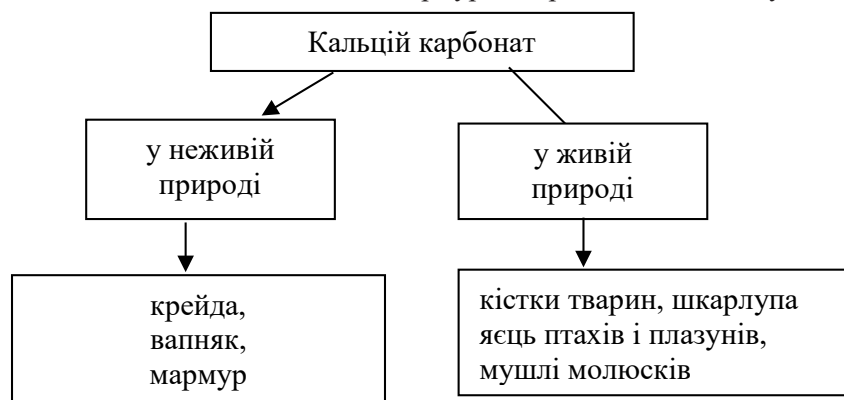 Кальцій карбонат
у неживій
природі
у живій
природі
крейда,
вапняк,
мармур
кістки тварин, шкарлупа
яєць птахів і плазунів,
мушлі молюсків